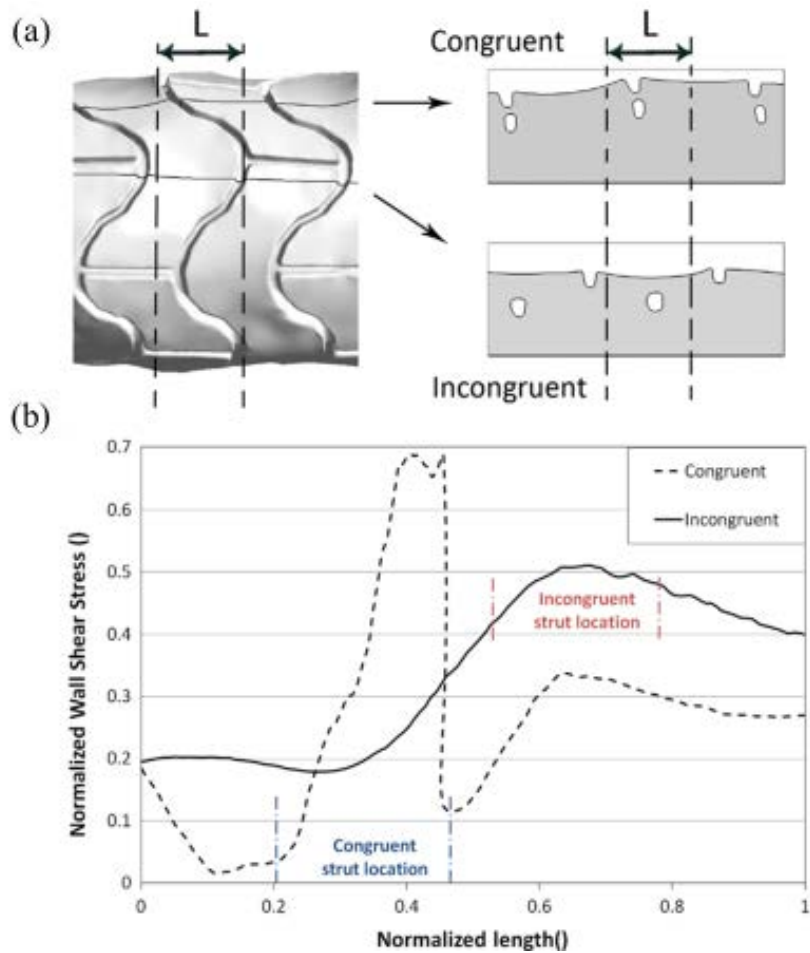 (a)
L
Congruent
L
Incongruent
(b)
Normalized Wall Shear Stress ()
0.7
0.6
0.5
0.4
0.3
0.2
0.1
0
Congruent
Incongruent
Incongruent
strut location
Congruent
strut location
0
0.2
0.4
0.6
0.8
1
Normalized length()